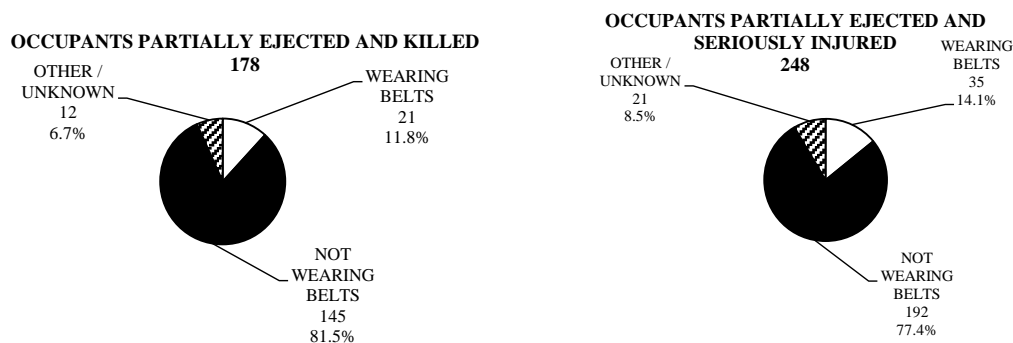 OCCUPANTS PARTIALLY EJECTED AND KILLED
178
OTHER /
UNKNOWN
12
6.7%
WEARING
BELTS
21
11.8%
NOT
WEARING
BELTS
145
81.5%
OCCUPANTS PARTIALLY EJECTED AND
SERIOUSLY INJURED
248
OTHER /
UNKNOWN
21
8.5%
WEARING
BELTS
35
14.1%
NOT
WEARING
BELTS
192
77.4%